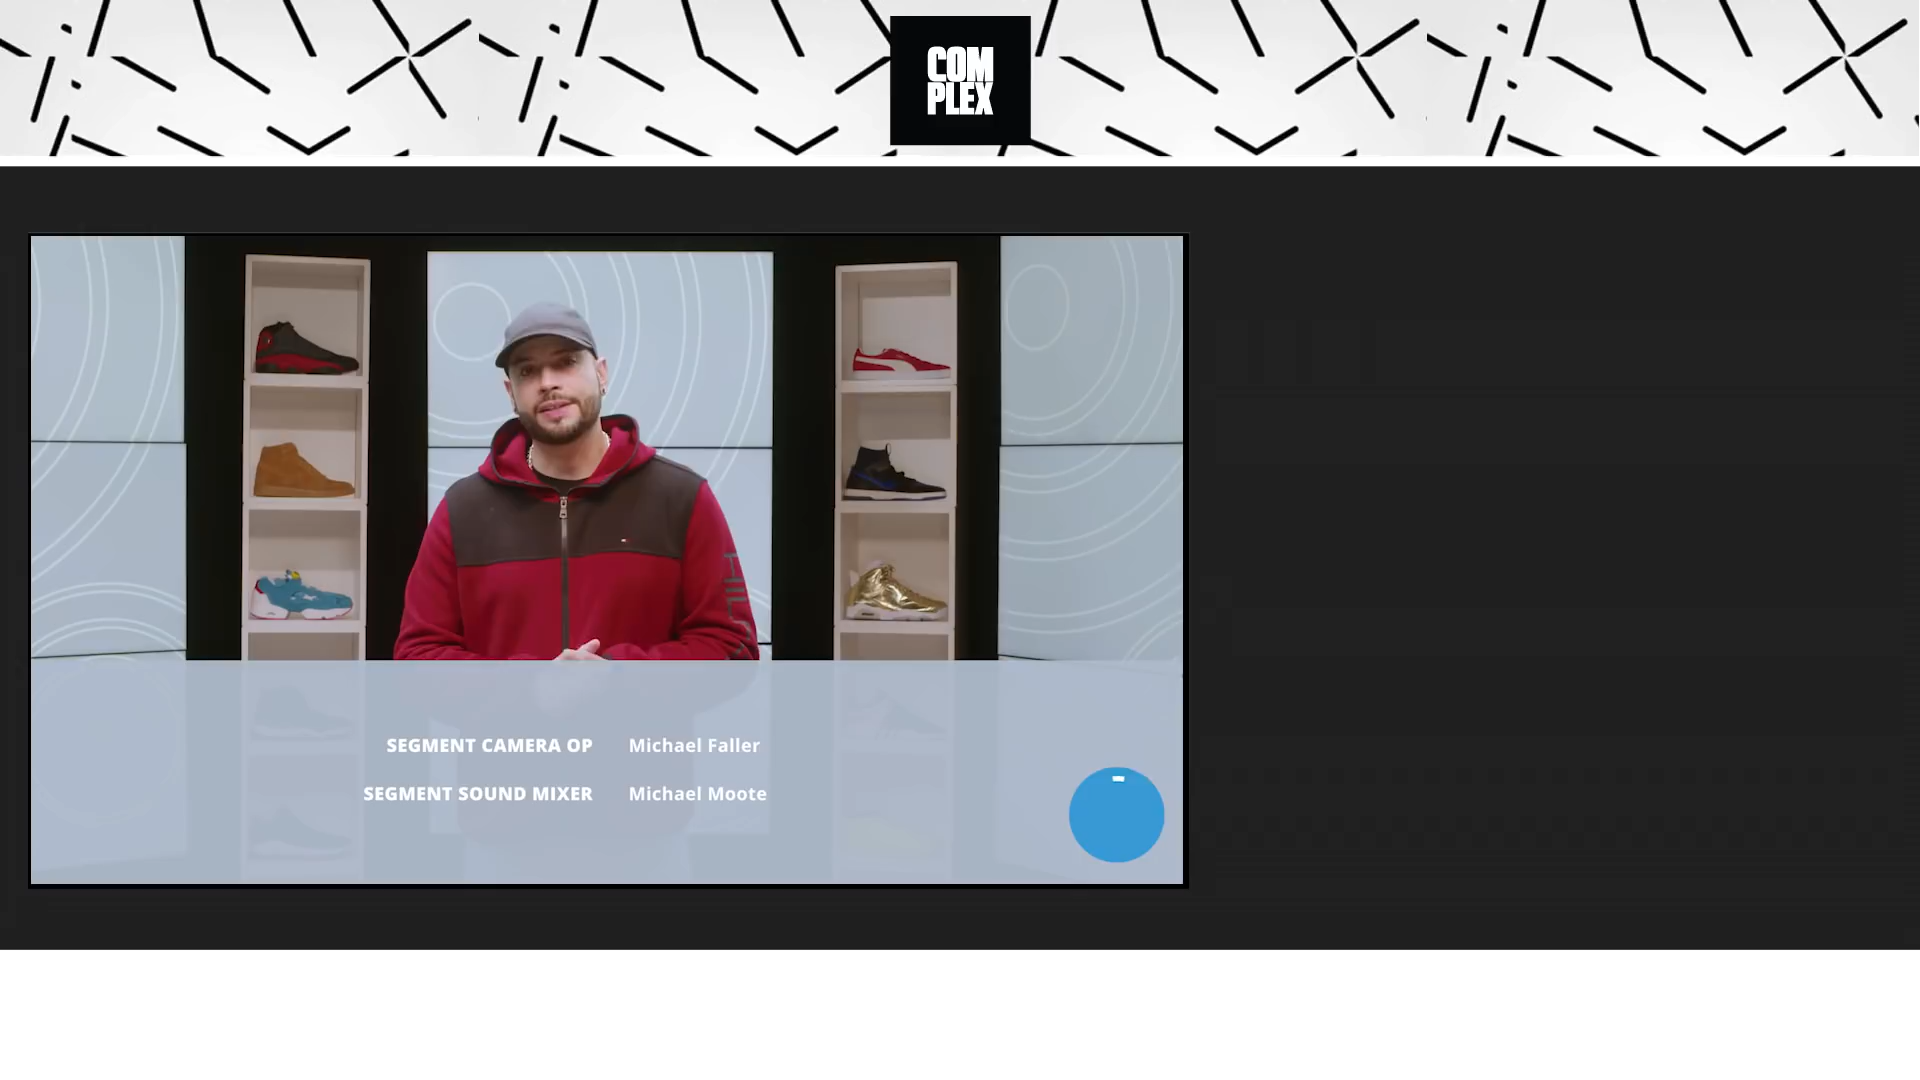 COM
PLEX
SEGMENT CAMERA OP Michael Faller
SEGMENT SOUND MIXER Michael Moote